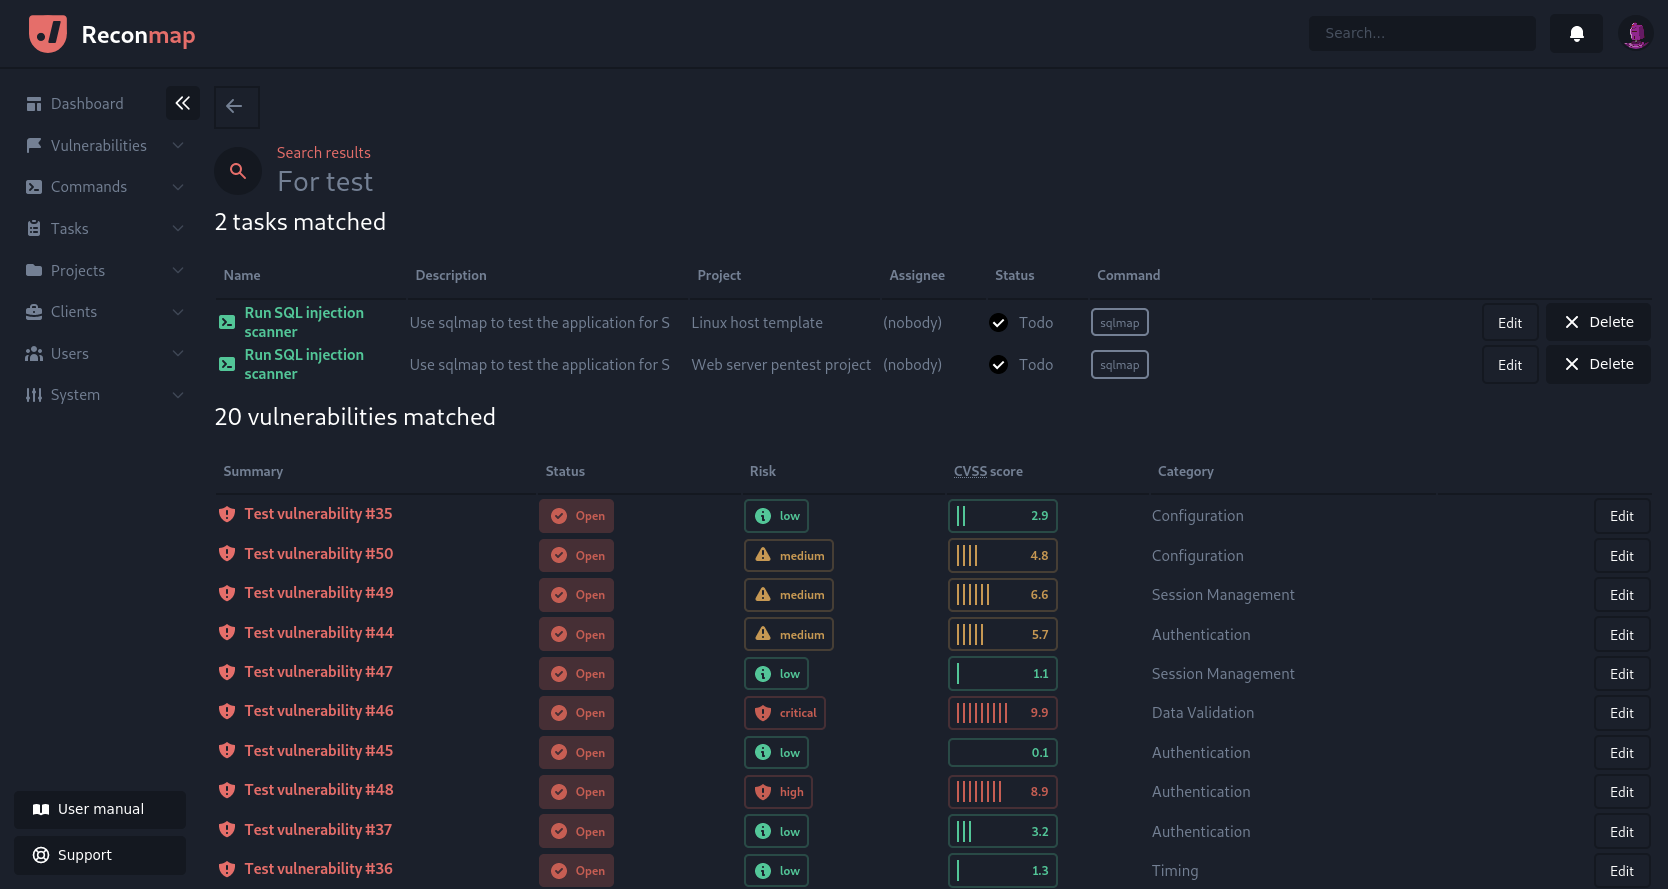 Reconmap
Search...
Dashboard
Vulnerabilities
Commands
Tasks
Projects
Clients
Users
System
User manual
Support
Search results
For test
2 tasks matched
Name Description Project Assignee Status Command
Run SQL injection
scanner
Use sqlmap to test the application for S Linux host template (nobody) Todo sqlmap Edit Delete
Run SQL injection
scanner
Use sqlmap to test the application for S Web server pentest project (nobody) Todo sqlmap Edit Delete
20 vulnerabilities matched
Summary Status Risk CVSS score Category
Test vulnerability #35 Open low 2.9 Configuration Edit
Test vulnerability #50 Open medium 4.8 Configuration Edit
Test vulnerability #49 Open medium 6.6 Session Management Edit
Test vulnerability #44 Open medium 5.7 Authentication Edit
Test vulnerability #47 Open low 1.1 Session Management Edit
Test vulnerability #46 Open critical 9.9 Data Validation Edit
Test vulnerability #45 Open low 0.1 Authentication Edit
Test vulnerability #48 Open high 8.9 Authentication Edit
Test vulnerability #37 Open low 3.2 Authentication Edit
Test vulnerability #36 Open low 1.3 Timing Edit